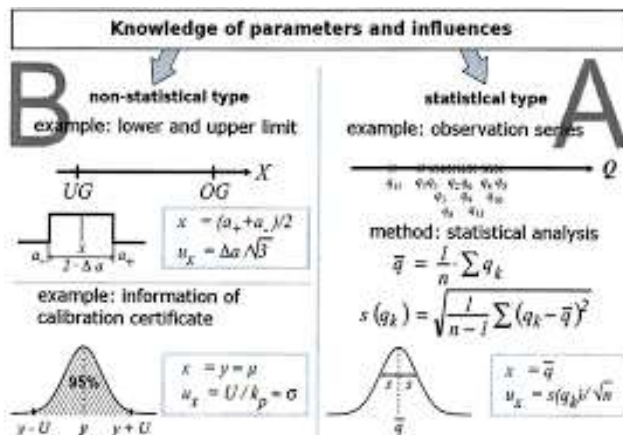 Knowledge of parameters and influences
B
non-statistical type
example: lower and upper limit
X
UG OG
a₋ x a₊
2·Δa
x = (a₊+a₋)/2
uₓ = Δa/√3
example: information of
calibration certificate
95%
y-U y y+U
x = y = μ
uₓ = U/kₚ = σ
A
statistical type
example: observation series
Q
method: statistical analysis
q̅ = 1/n · ∑ qₖ
s(qₖ) = √(1/(n-1) ∑ (qₖ - q̅)²)
s s
q̅
x = q̅
uₓ = s(qₖ)/√n